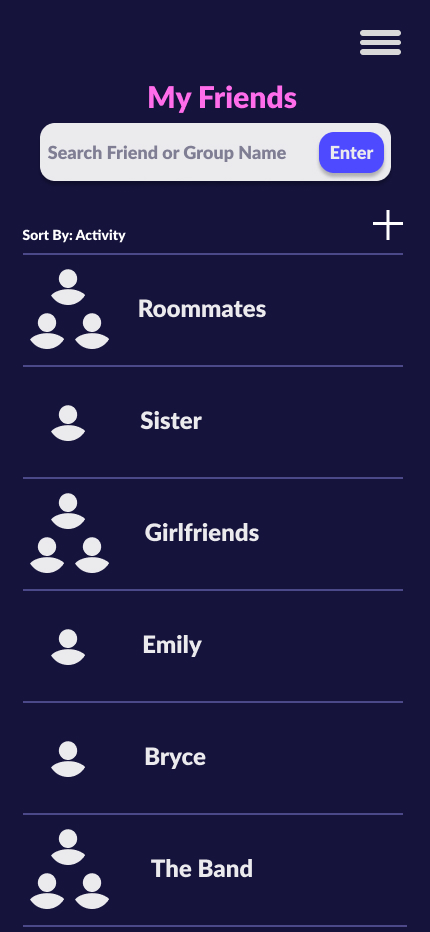 My Friends
Search Friend or Group Name
Enter
Sort By: Activity
Roommates
Sister
Girlfriends
Emily
Bryce
The Band